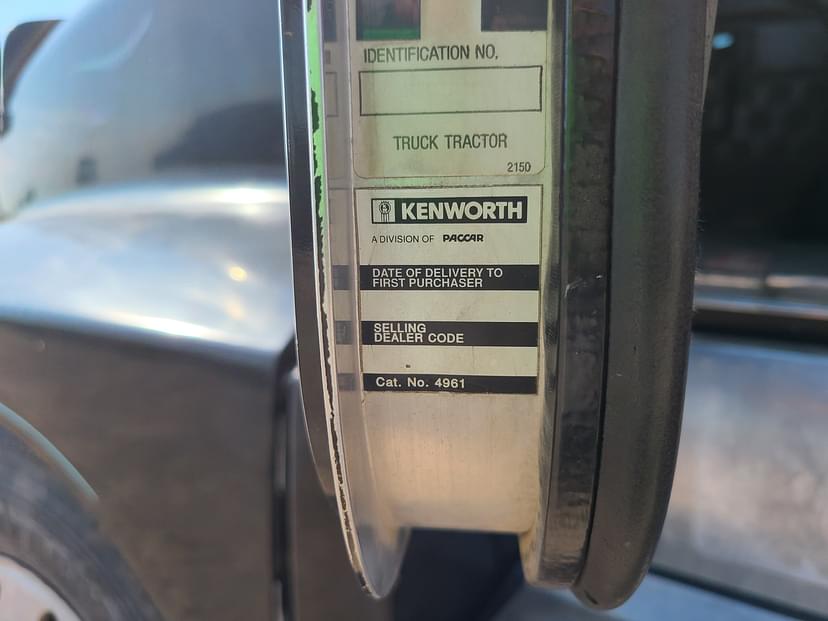 IDENTIFICATION NO.
TRUCK TRACTOR
2150
KENWORTH
A DIVISION OF PACCAR
DATE OF DELIVERY TO
FIRST PURCHASER
SELLING
DEALER CODE
Cat. No. 4961